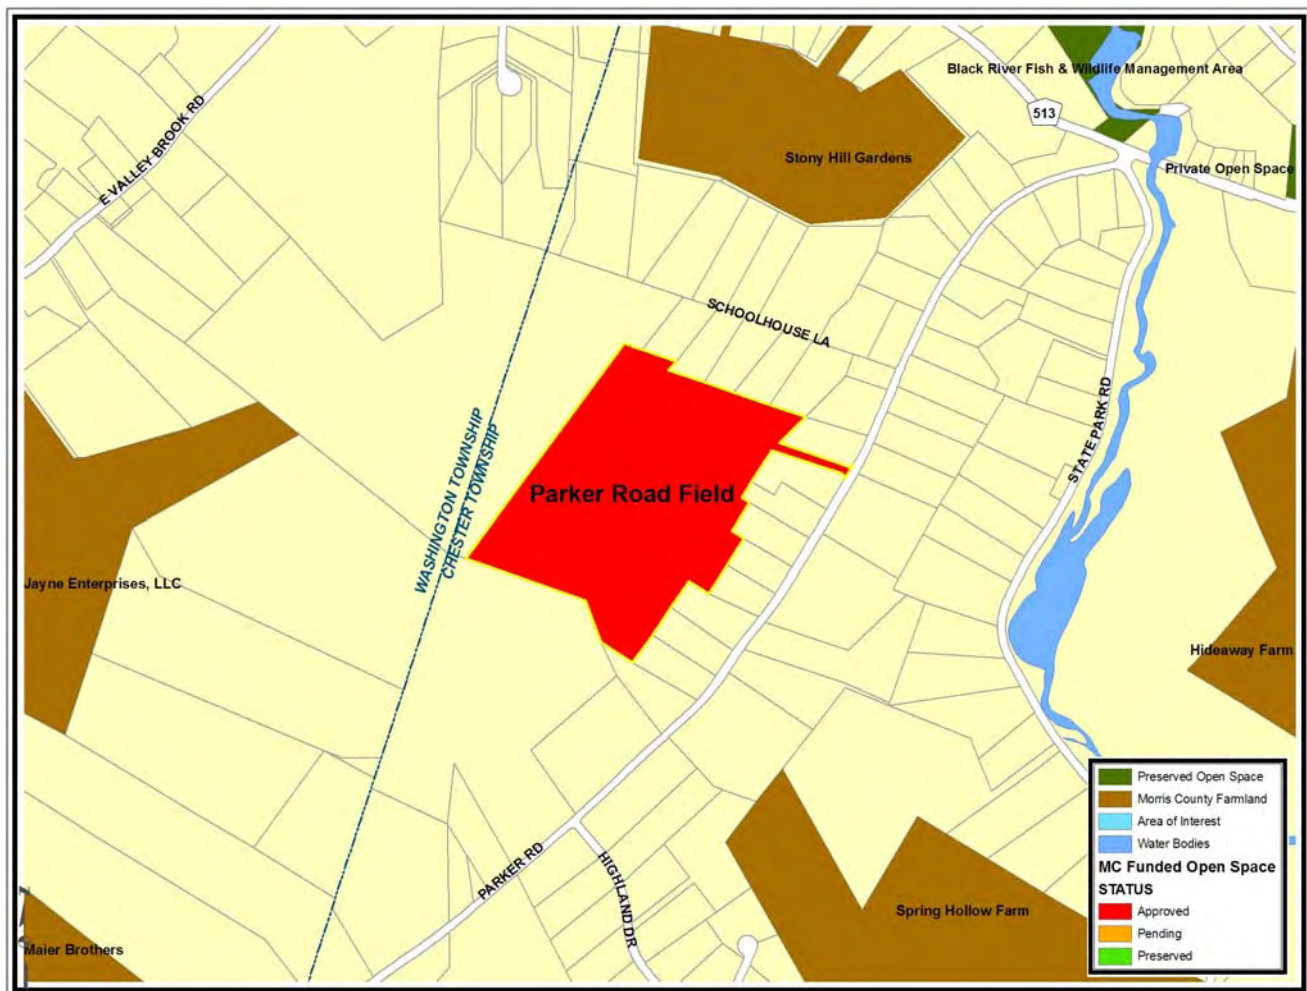 Black River Fish & Wildlife Management Area
E VALLEY BROOK RD
513
Stony Hill Gardens
Private Open Space
SCHOOLHOUSE LA
STATE PARK RD
WASHINGTON TOWNSHIP
CHESTER TOWNSHIP
Parker Road Field
Jayne Enterprises, LLC
Hideaway Farm
PARKER RD
HIGHLAND DR
Spring Hollow Farm
Maier Brothers
Preserved Open Space
Morris County Farmland
Area of Interest
Water Bodies
MC Funded Open Space
STATUS
Approved
Pending
Preserved